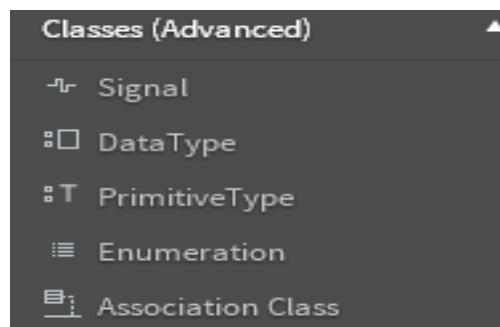 Classes (Advanced)
Signal
DataType
PrimitiveType
Enumeration
Association Class